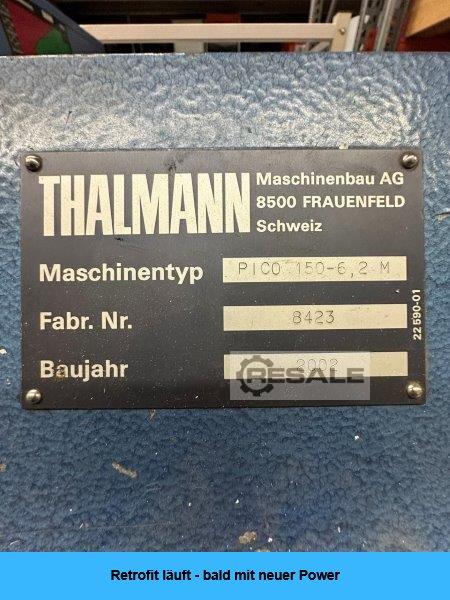 THALMANN
Maschinenbau AG
8500 FRAUENFELD
Schweiz
Maschinentyp PICO 150-6,2 M
Fabr. Nr. 8423
Baujahr 2002
22 590-01
RESALE
Retrofit läuft - bald mit neuer Power